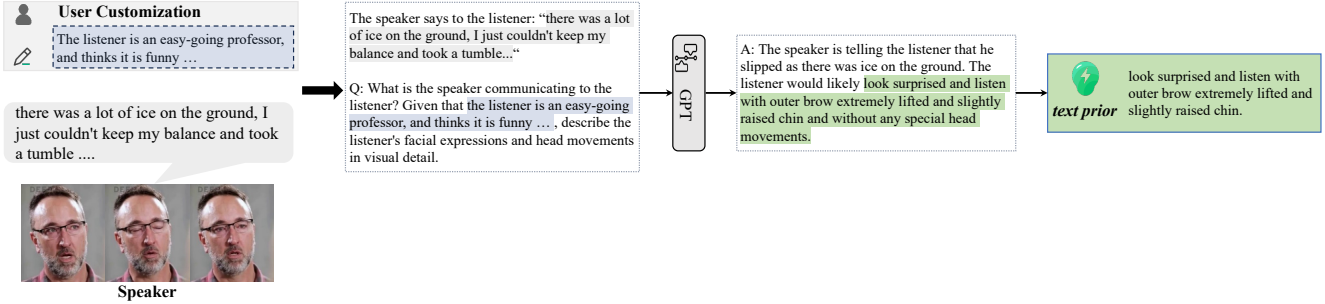 User Customization
The listener is an easy-going professor,
and thinks it is funny …
there was a lot of ice on the ground, I
just couldn't keep my balance and took
a tumble ....
Speaker
The speaker says to the listener: “there was a lot
of ice on the ground, I just couldn't keep my
balance and took a tumble...“
Q: What is the speaker communicating to the
listener? Given that the listener is an easy-going
professor, and thinks it is funny … , describe the
listener's facial expressions and head movements
in visual detail.
GPT
A: The speaker is telling the listener that he
slipped as there was ice on the ground. The
listener would likely look surprised and listen
with outer brow extremely lifted and slightly
raised chin and without any special head
movements.
text prior
look surprised and listen with
outer brow extremely lifted and
slightly raised chin.